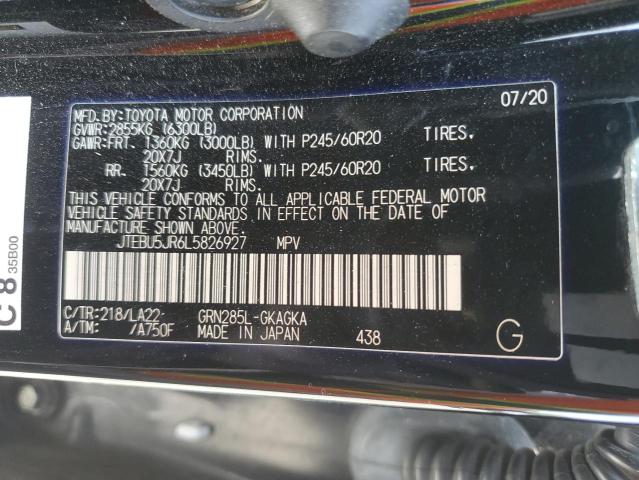 07/20
MFD.BY:TOYOTA MOTOR CORPORATION
GVWR:2855KG (6300LB)
GAWR:FRT. 1360KG (3000LB) WITH P245/60R20 TIRES.
20X7J RIMS.
RR. 1560KG (3450LB) WITH P245/60R20 TIRES.
20X7J RIMS.
THIS VEHICLE CONFORMS TO ALL APPLICABLE FEDERAL MOTOR
VEHICLE SAFETY STANDARDS IN EFFECT ON THE DATE OF
MANUFACTURE SHOWN ABOVE.
JTEBU5JR6L5826927 MPV
C/TR:218/LA22 GRN285L-GKAGKA
A/TM: /A750F MADE IN JAPAN 438
G
C 8 35B00